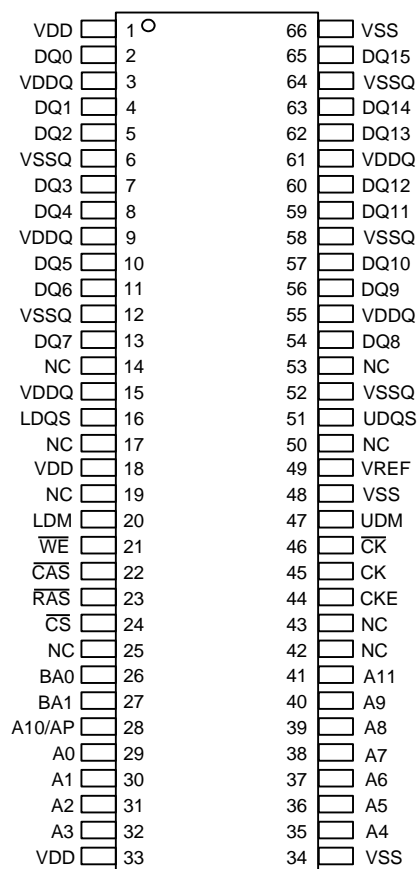 VDD 1 66 VSS
DQ0 2 65 DQ15
VDDQ 3 64 VSSQ
DQ1 4 63 DQ14
DQ2 5 62 DQ13
VSSQ 6 61 VDDQ
DQ3 7 60 DQ12
DQ4 8 59 DQ11
VDDQ 9 58 VSSQ
DQ5 10 57 DQ10
DQ6 11 56 DQ9
VSSQ 12 55 VDDQ
DQ7 13 54 DQ8
NC 14 53 NC
VDDQ 15 52 VSSQ
LDQS 16 51 UDQS
NC 17 50 NC
VDD 18 49 VREF
NC 19 48 VSS
LDM 20 47 UDM
W̅E̅ 21 46 C̅K̅
C̅A̅S̅ 22 45 CK
R̅A̅S̅ 23 44 CKE
C̅S̅ 24 43 NC
NC 25 42 NC
BA0 26 41 A11
BA1 27 40 A9
A10/AP 28 39 A8
A0 29 38 A7
A1 30 37 A6
A2 31 36 A5
A3 32 35 A4
VDD 33 34 VSS